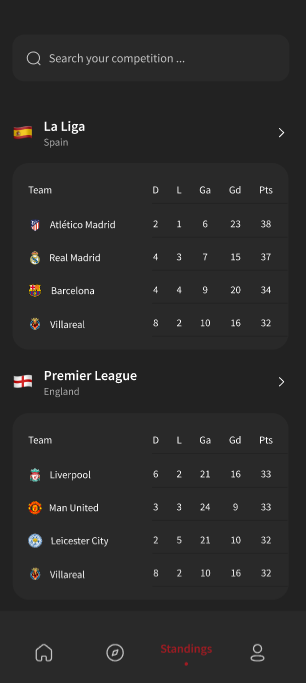 Search your competition ...
La Liga
Spain
Team D L Ga Gd Pts
Atlético Madrid 2 1 6 23 38
Real Madrid 4 3 7 15 37
Barcelona 4 4 9 20 34
Villareal 8 2 10 16 32
Premier League
England
Team D L Ga Gd Pts
Liverpool 6 2 21 16 33
Man United 3 3 24 9 33
Leicester City 2 5 21 10 32
Villareal 8 2 10 16 32
Standings